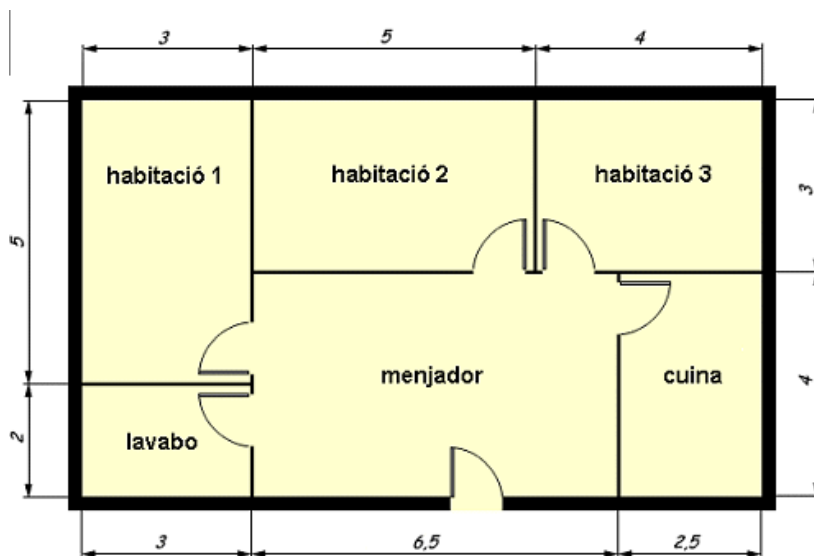 3 5 4
habitació 1 habitació 2 habitació 3
3
5
menjador cuina
4
lavabo
2
3 6,5 2,5